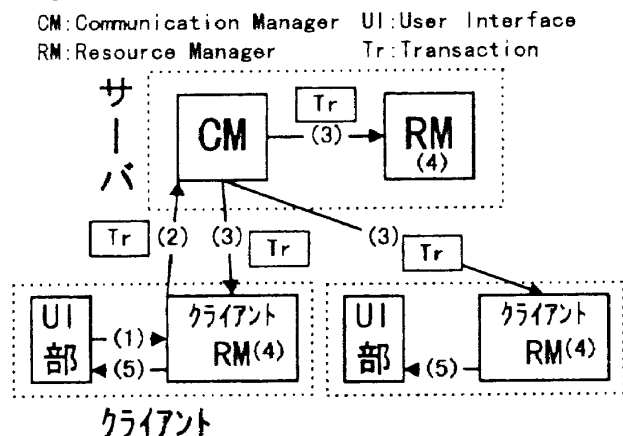 CM:Communication Manager UI:User Interface
RM:Resource Manager Tr:Transaction
サーバ
CM
Tr
(3)
RM
(4)
Tr
(2)
(3)
Tr
(3)
Tr
UI
部
(1)
(5)
クライアント
RM(4)
UI
部
(5)
クライアント
RM(4)
クライアント